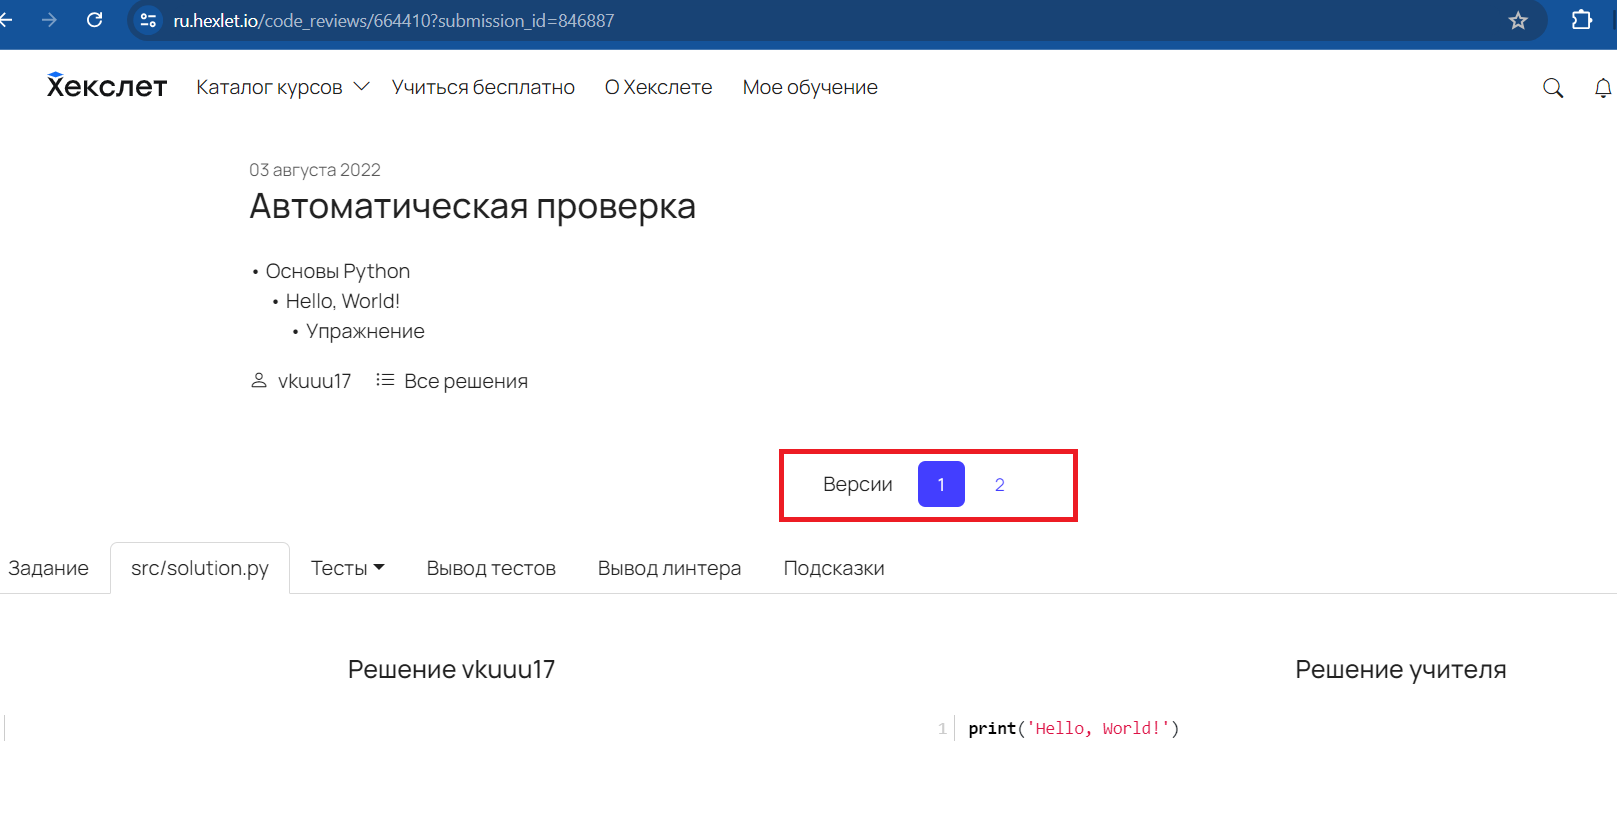 ru.hexlet.io/code_reviews/664410?submission_id=846887
Хекслет Каталог курсов Учиться бесплатно О Хекслете Мое обучение
03 августа 2022
Автоматическая проверка
• Основы Python
• Hello, World!
• Упражнение
vkuuu17 Все решения
Версии 1 2
Задание src/solution.py Тесты Вывод тестов Вывод линтера Подсказки
Решение vkuuu17 Решение учителя
1 print('Hello, World!')